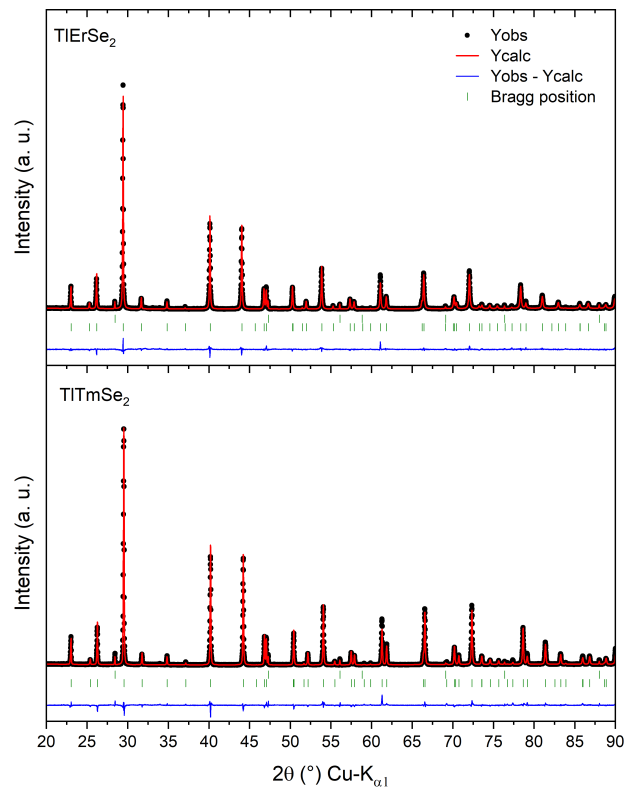 TlErSe₂
Yobs
Ycalc
Yobs - Ycalc
Bragg position
Intensity (a. u.)
TlTmSe₂
Intensity (a. u.)
20 25 30 35 40 45 50 55 60 65 70 75 80 85 90
2θ (°) Cu-Kα1